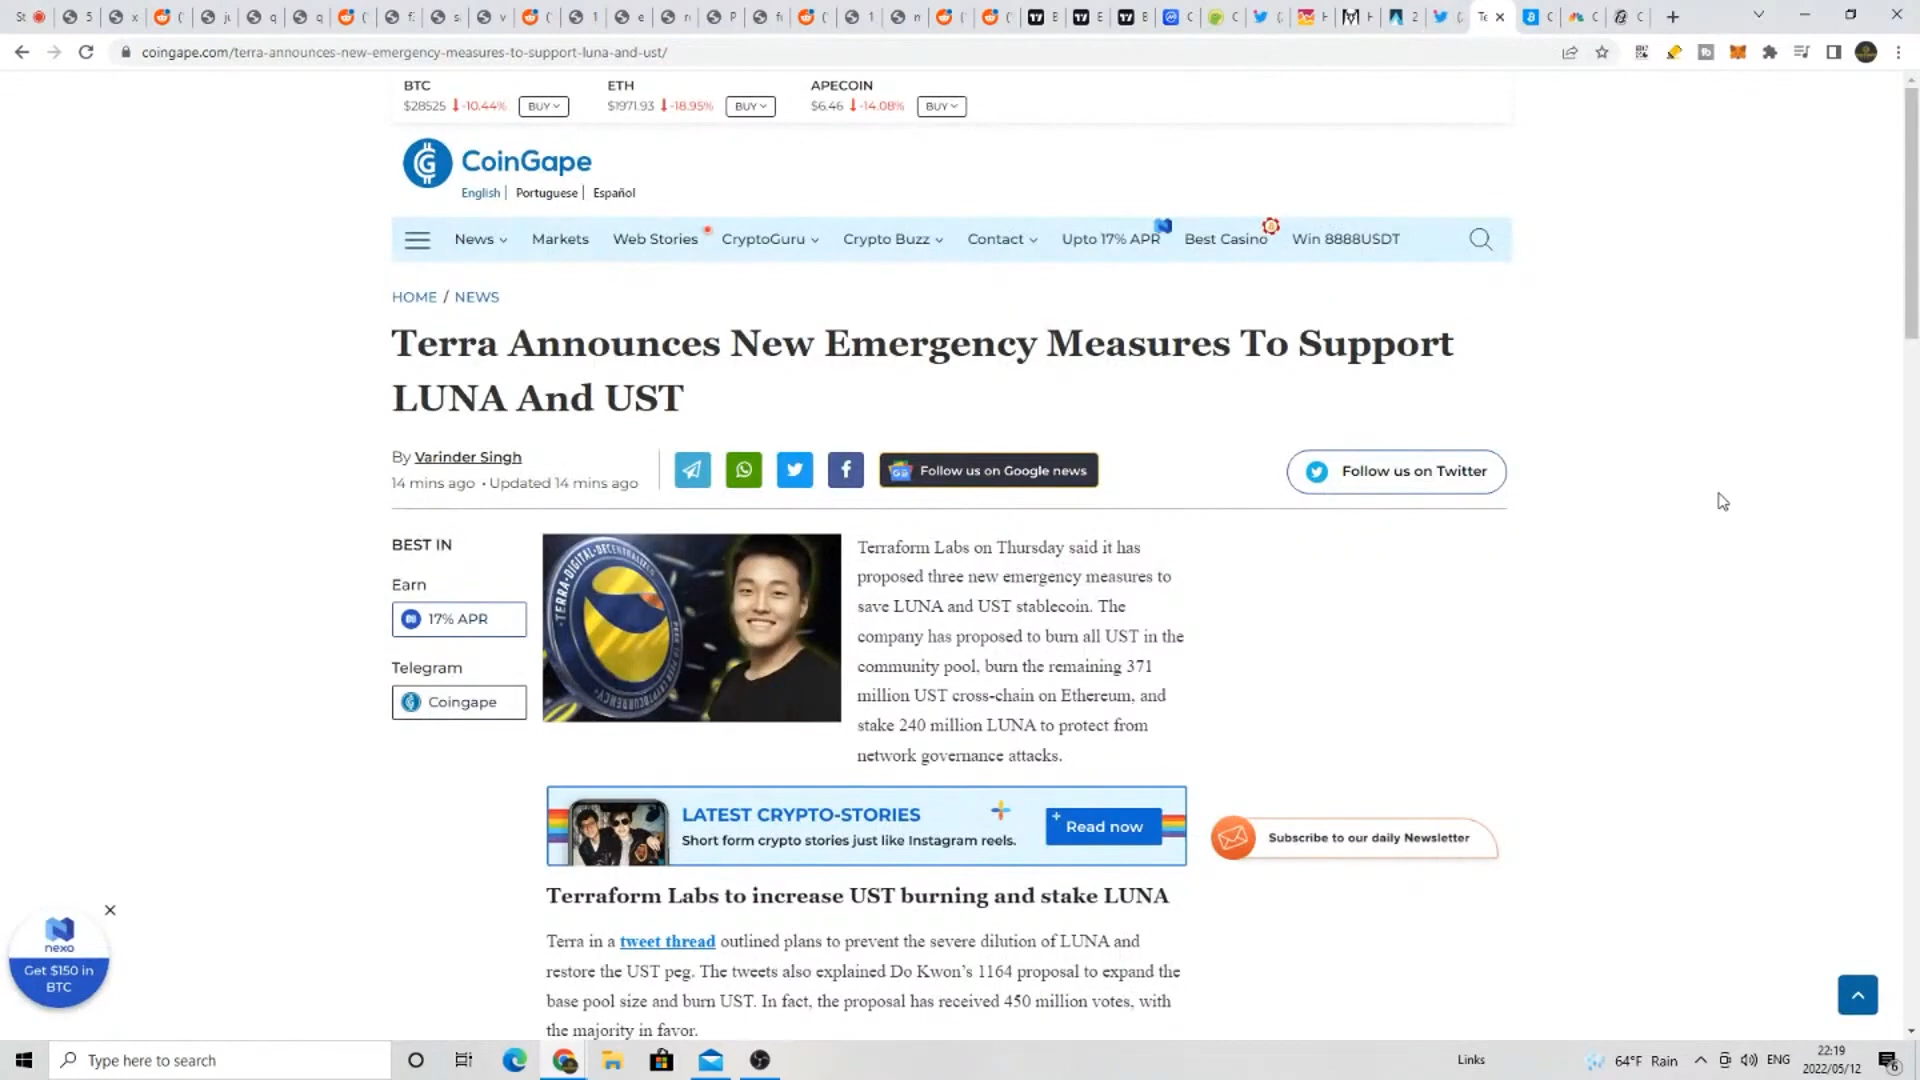 coingape.com/terra-announces-new-emergency-measures-to-support-luna-and-ust/
BTC
$28525 -10.44% BUY
ETH
$1971.93 -18.95% BUY
APECOIN
$6.46 -14.08% BUY
CoinGape
English | Portuguese | Español
News Markets Web Stories CryptoGuru Crypto Buzz Contact Upto 17% APR Best Casino Win 8888USDT
HOME / NEWS
Terra Announces New Emergency Measures To Support
LUNA And UST
By Varinder Singh
14 mins ago • Updated 14 mins ago
Follow us on Google news
Follow us on Twitter
BEST IN
Earn
17% APR
Telegram
Coingape
Terraform Labs on Thursday said it has
proposed three new emergency measures to
save LUNA and UST stablecoin. The
company has proposed to burn all UST in the
community pool, burn the remaining 371
million UST cross-chain on Ethereum, and
stake 240 million LUNA to protect from
network governance attacks.
LATEST CRYPTO-STORIES
Short form crypto stories just like Instagram reels.
Read now
Subscribe to our daily Newsletter
Terraform Labs to increase UST burning and stake LUNA
Terra in a tweet thread outlined plans to prevent the severe dilution of LUNA and
restore the UST peg. The tweets also explained Do Kwon's 1164 proposal to expand the
base pool size and burn UST. In fact, the proposal has received 450 million votes, with
the majority in favor.
nexo
Get $150 in
BTC
Type here to search
Links
64°F Rain
ENG
22:19
2022/05/12
6